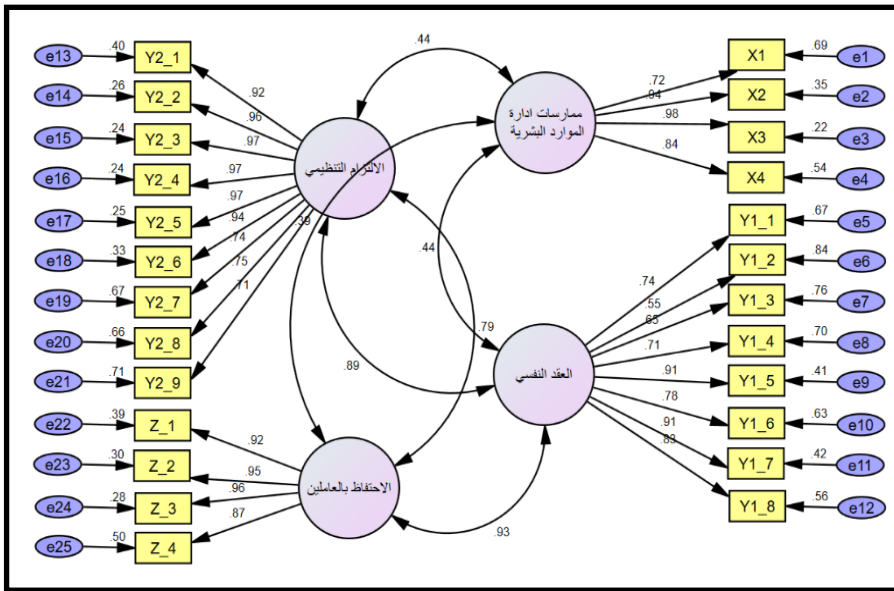 e13 .40 Y2_1
e14 .26 Y2_2
e15 .24 Y2_3
e16 .24 Y2_4
e17 .25 Y2_5
e18 .33 Y2_6
e19 .67 Y2_7
e20 .66 Y2_8
e21 .71 Y2_9
e22 .39 Z_1
e23 .30 Z_2
e24 .28 Z_3
e25 .50 Z_4
.92
.96
.97
.97
.97
.94
.74
.75
.71
الالتزام التنظيمي
.92
.95
.96
.87
الاحتفاظ بالعاملين
.44
.39
.44
.79
.89
.93
ممارسات ادارة
الموارد البشرية
.72
.94
.98
.84
العقد النفسي
.74
.55
.65
.71
.91
.78
.91
.83
X1 .69 e1
X2 .35 e2
X3 .22 e3
X4 .54 e4
Y1_1 .67 e5
Y1_2 .84 e6
Y1_3 .76 e7
Y1_4 .70 e8
Y1_5 .41 e9
Y1_6 .63 e10
Y1_7 .42 e11
Y1_8 .56 e12